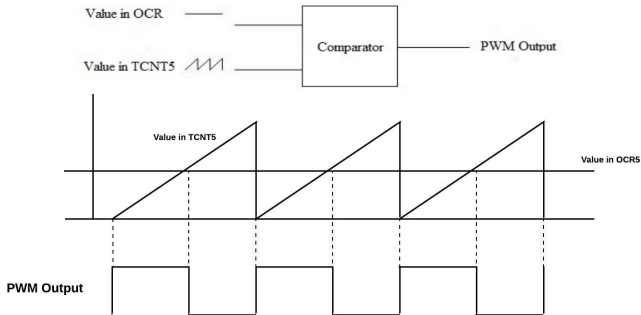 Value in OCR
Comparator
PWM Output
Value in TCNT5
Value in TCNT5
Value in OCR5
PWM Output